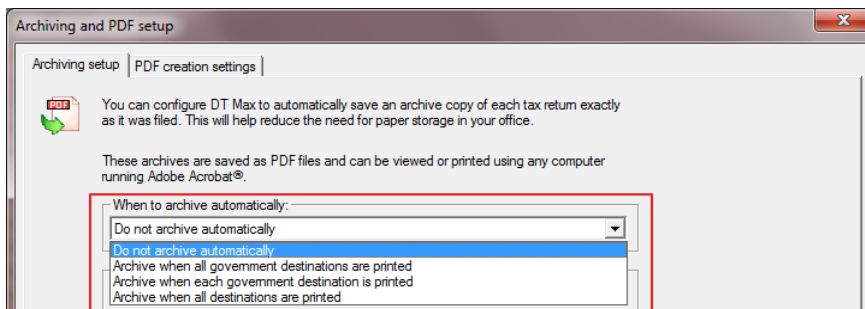 Archiving and PDF setup
Archiving setup PDF creation settings
PDF
You can configure DT Max to automatically save an archive copy of each tax return exactly
as it was filed. This will help reduce the need for paper storage in your office.
These archives are saved as PDF files and can be viewed or printed using any computer
running Adobe Acrobat®.
When to archive automatically:
Do not archive automatically
Do not archive automatically
Archive when all government destinations are printed
Archive when each government destination is printed
Archive when all destinations are printed